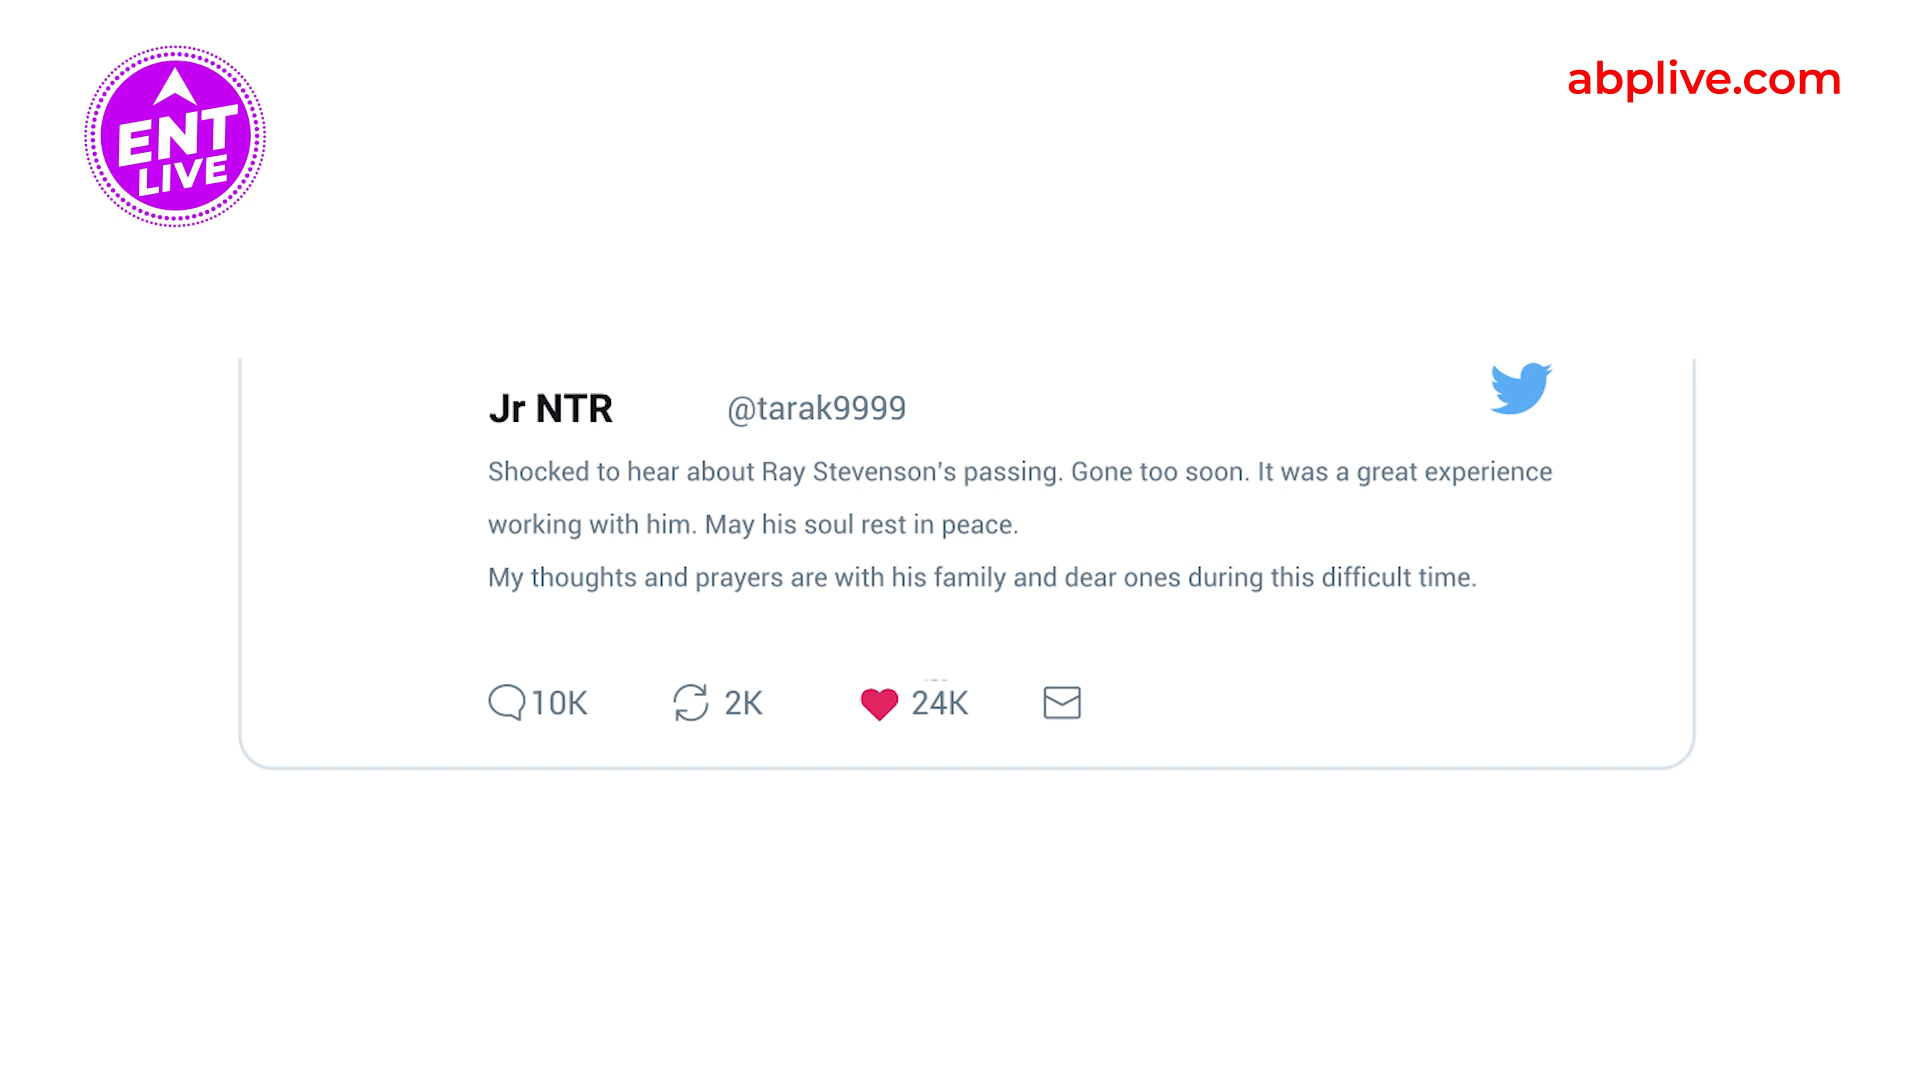 ENT
LIVE
abplive.com
Jr NTR @tarak9999
Shocked to hear about Ray Stevenson's passing. Gone too soon. It was a great experience
working with him. May his soul rest in peace.
My thoughts and prayers are with his family and dear ones during this difficult time.
10K 2K 24K